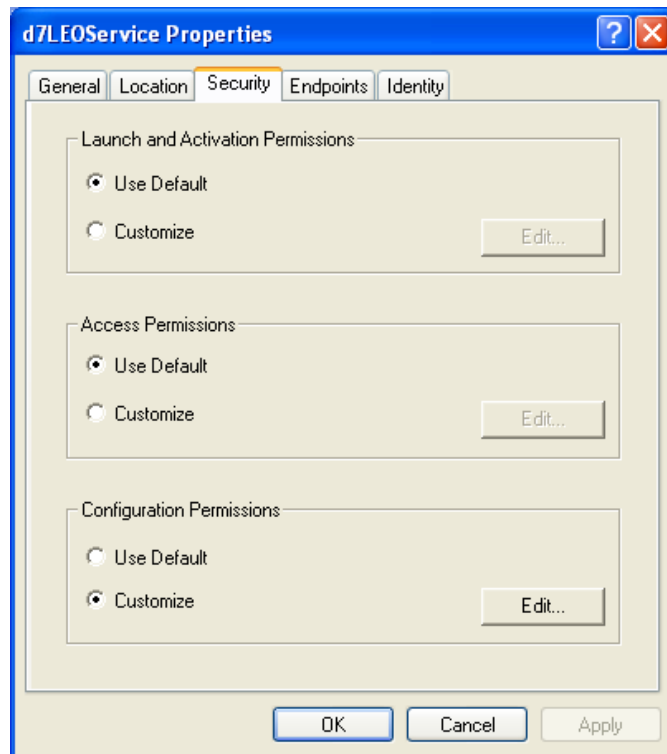 d7LEOService Properties
General Location Security Endpoints Identity
Launch and Activation Permissions
Use Default
Customize
Edit...
Access Permissions
Use Default
Customize
Edit...
Configuration Permissions
Use Default
Customize
Edit...
OK Cancel Apply